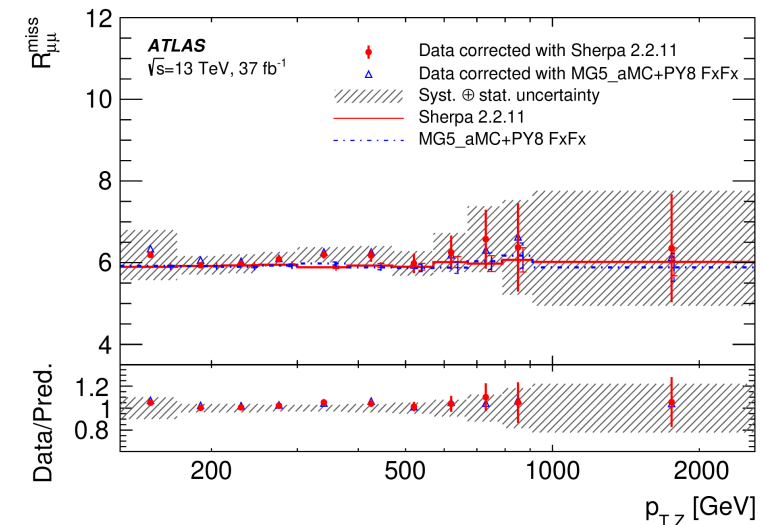 R^miss_μμ
12
10
8
6
4
ATLAS
√s=13 TeV, 37 fb⁻¹
Data corrected with Sherpa 2.2.11
Data corrected with MG5_aMC+PY8 FxFx
Syst. ⊕ stat. uncertainty
Sherpa 2.2.11
MG5_aMC+PY8 FxFx
Data/Pred.
1.2
1
0.8
200 500 1000 2000
p_T,Z [GeV]